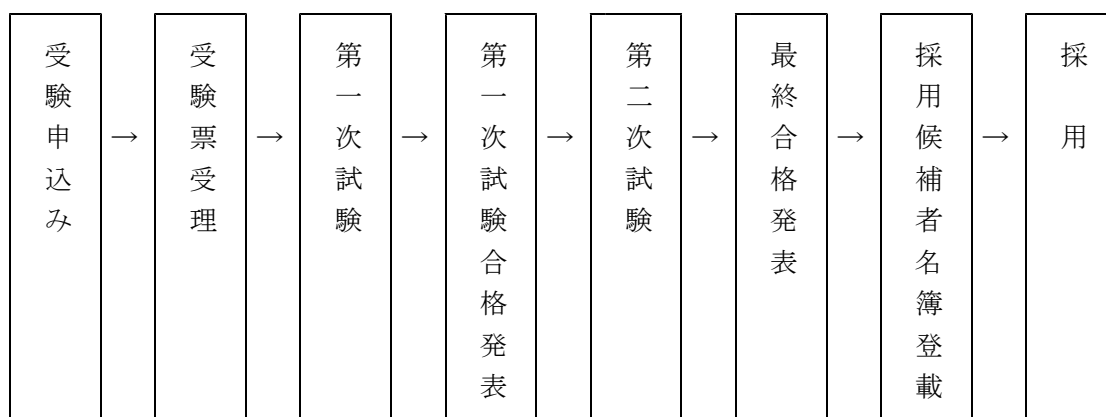 受験申込み
→
受験票受理
→
第一次試験
→
第一次試験合格発表
→
第二次試験
→
最終合格発表
→
採用候補者名簿登載
→
採用